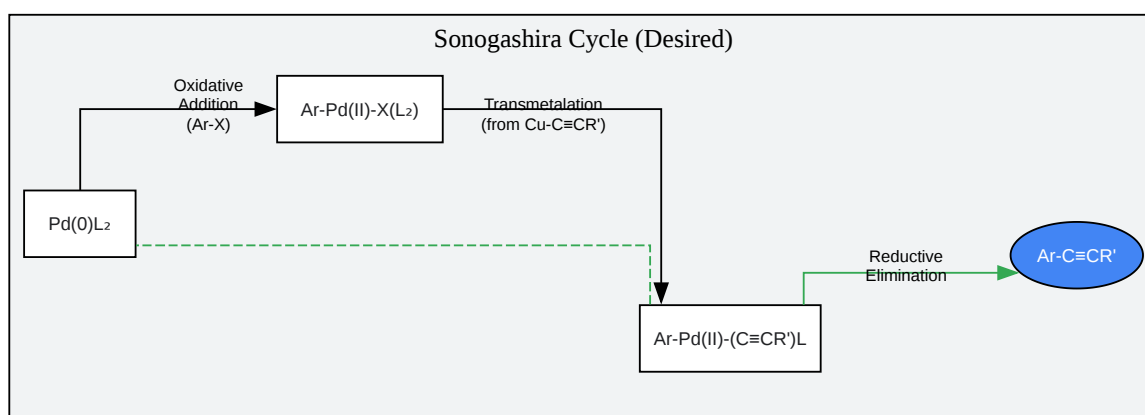 Sonogashira Cycle (Desired)
Oxidative
Addition
(Ar-X)
Ar-Pd(II)-X(L₂)
Transmetalation
(from Cu-C≡CR')
Pd(0)L₂
Reductive
Elimination
Ar-C≡CR'
Ar-Pd(II)-(C≡CR')L